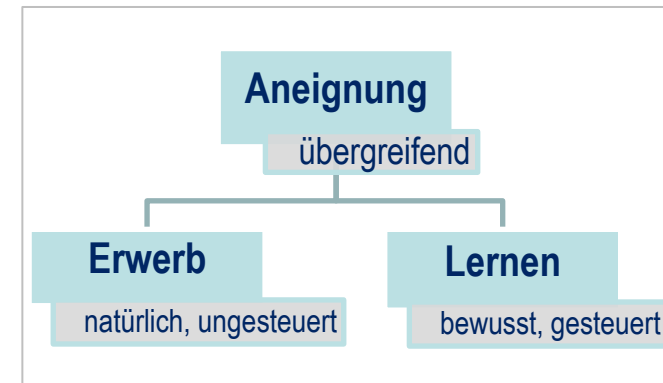 Aneignung
übergreifend
Erwerb
natürlich, ungesteuert
Lernen
bewusst, gesteuert